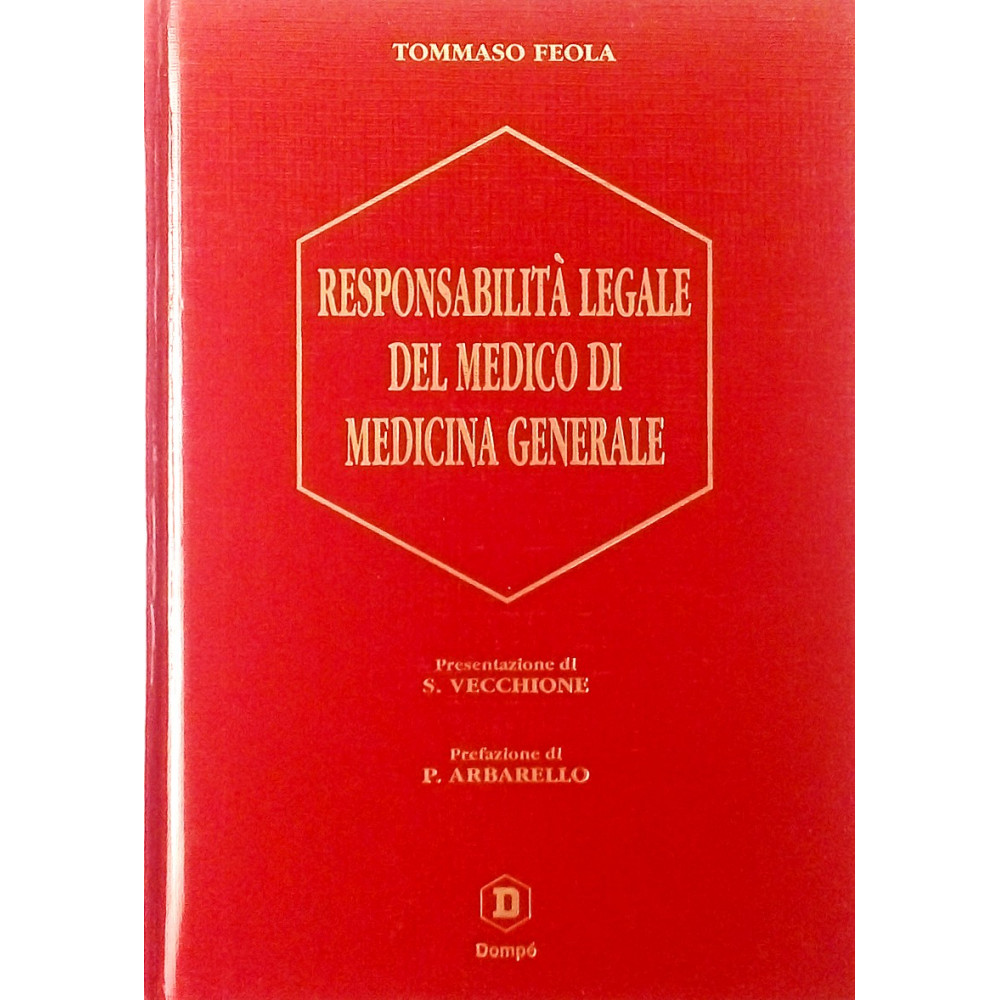 TOMMASO FEOLA
RESPONSABILITÀ LEGALE
DEL MEDICO DI
MEDICINA GENERALE
Presentazione di
S. VECCHIONE
Prefazione di
P. ARBARELLO
D
Dompé